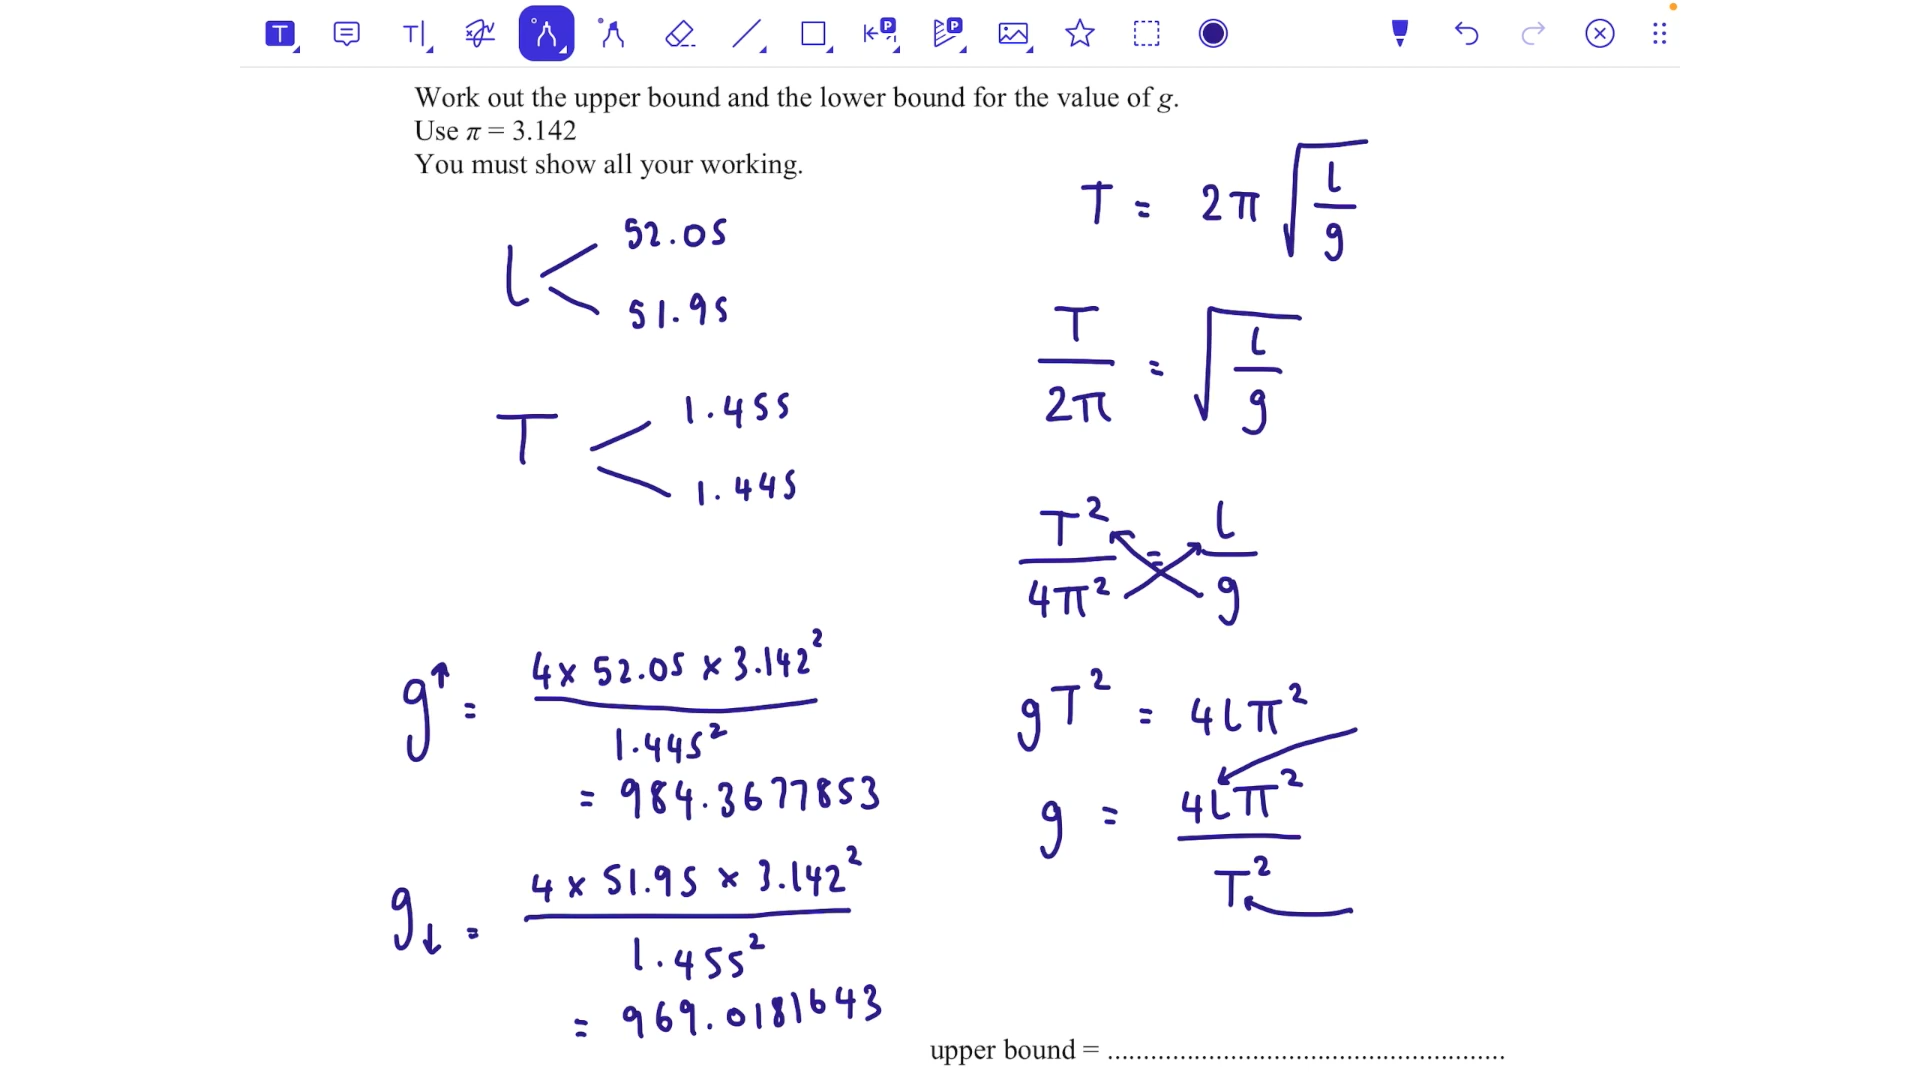 Work out the upper bound and the lower bound for the value of g.
Use π = 3.142
You must show all your working.
l
52.05
51.95
T
1.455
1.445
g↑ = 4 × 52.05 × 3.142²
1.445²
= 984.3677853
g↓ = 4 × 51.95 × 3.142²
1.455²
= 969.0181643
T = 2π √ l
g
T
2π
= √ l
g
T²
4π²
= l
g
gT² = 4lπ²
g = 4lπ²
T²
upper bound = ........................................................